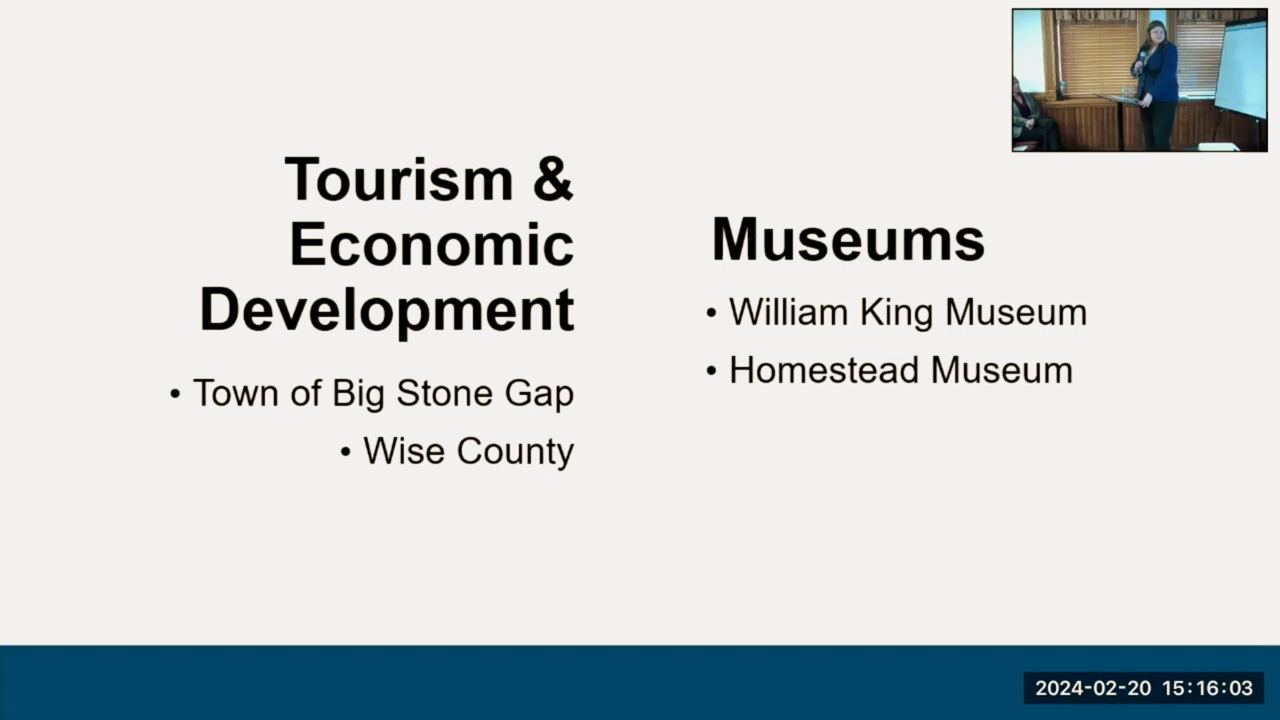 Tourism &
Economic
Development
• Town of Big Stone Gap
• Wise County
Museums
• William King Museum
• Homestead Museum
2024-02-20 15:16:03